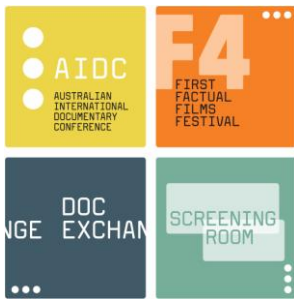 AIDC
AUSTRALIAN
INTERNATIONAL
DOCUMENTARY
CONFERENCE
F4
FIRST
FACTUAL
FILMS
FESTIVAL
DOC
NGE EXCHAN
SCREENING
ROOM